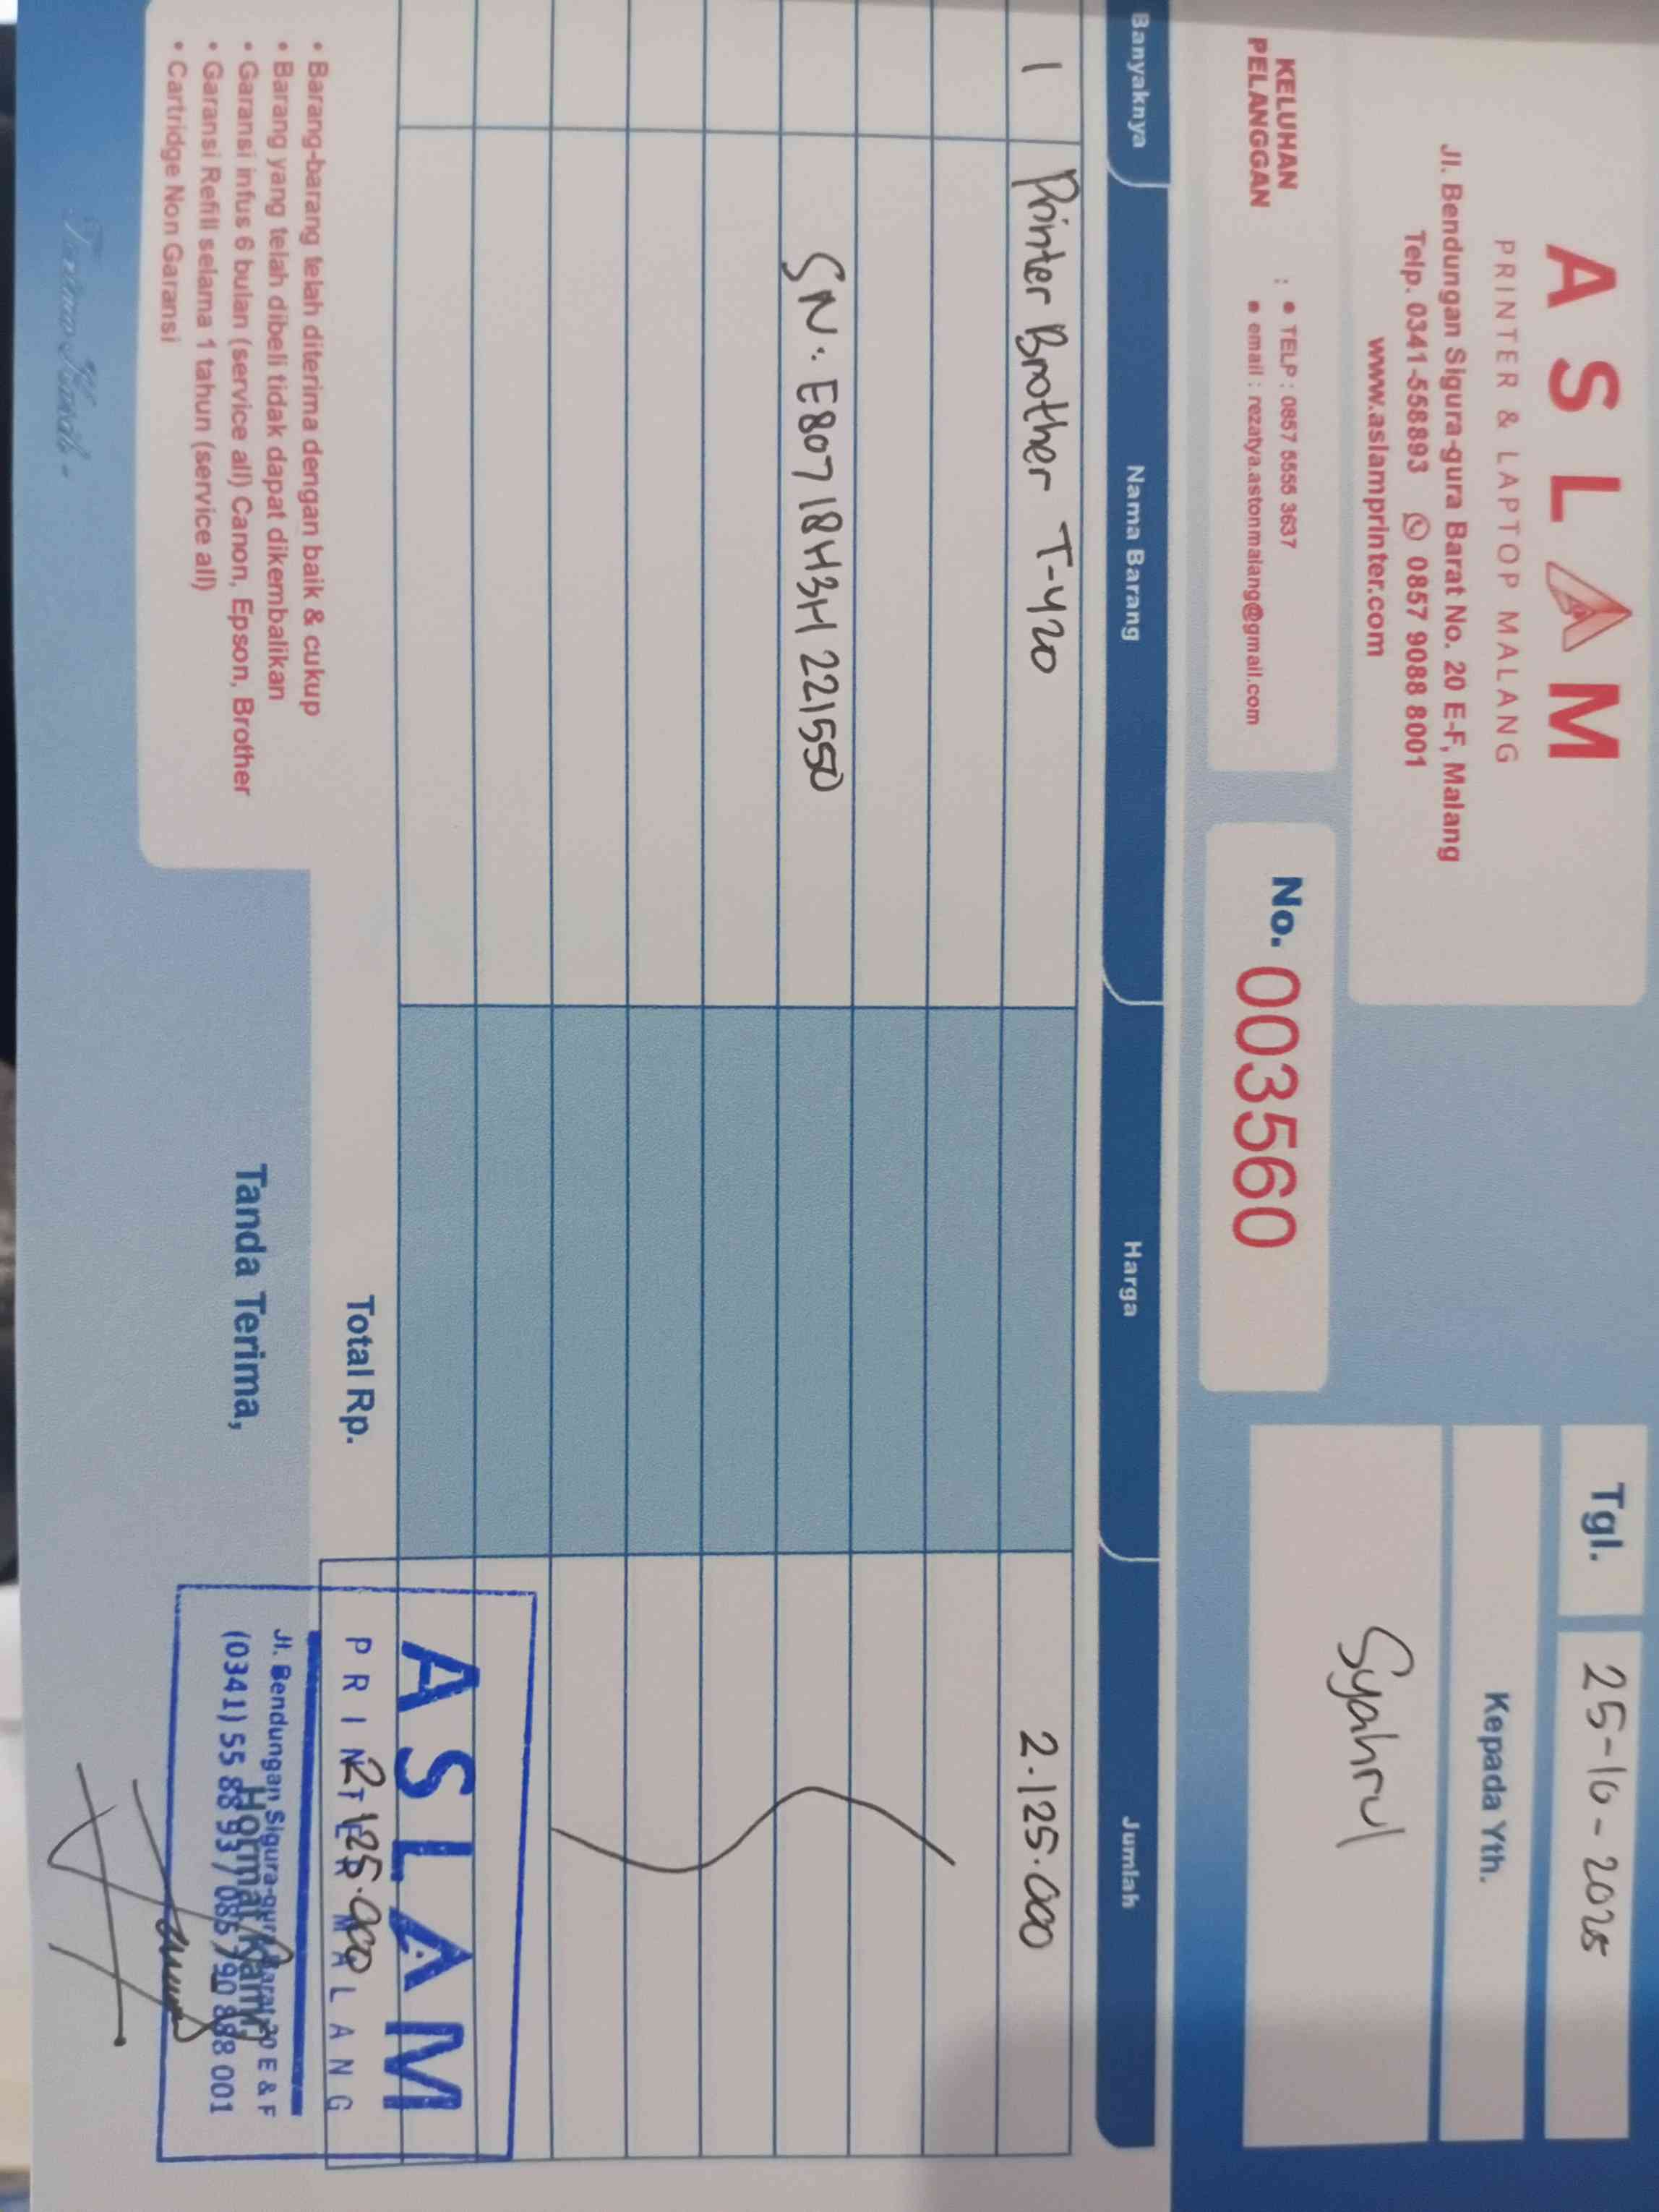 ASLAM
PRINTER & LAPTOP MALANG
Jl. Bendungan Sigura-gura Barat No. 20 E-F, Malang
Telp. 0341-558893 0857 9088 8001
www.aslamprinter.com
KELUHAN PELANGGAN : • TELP : 0857 5555 3637
• email : rezatya.astonmalang@gmail.com
No. 003560
Tgl. 25-10-2025
Kepada Yth.
Syahrul
Banyaknya Nama Barang Harga Jumlah
1 Printer Brother T-420 2.125.000
SN: E80718H3H221550
Total Rp. 2.125.000
• Barang-barang telah diterima dengan baik & cukup
• Barang yang telah dibeli tidak dapat dikembalikan
• Garansi infus 6 bulan (service all) Canon, Epson, Brother
• Garansi Refill selama 1 tahun (service all)
• Cartridge Non Garansi
Terima Kasih -
Tanda Terima,
Hormat Kami
ASLAM
PRINTER MALANG
Jl. Bendungan Sigura-gura Barat 20 E & F
(0341) 55 88 93 / 085 790 888 001